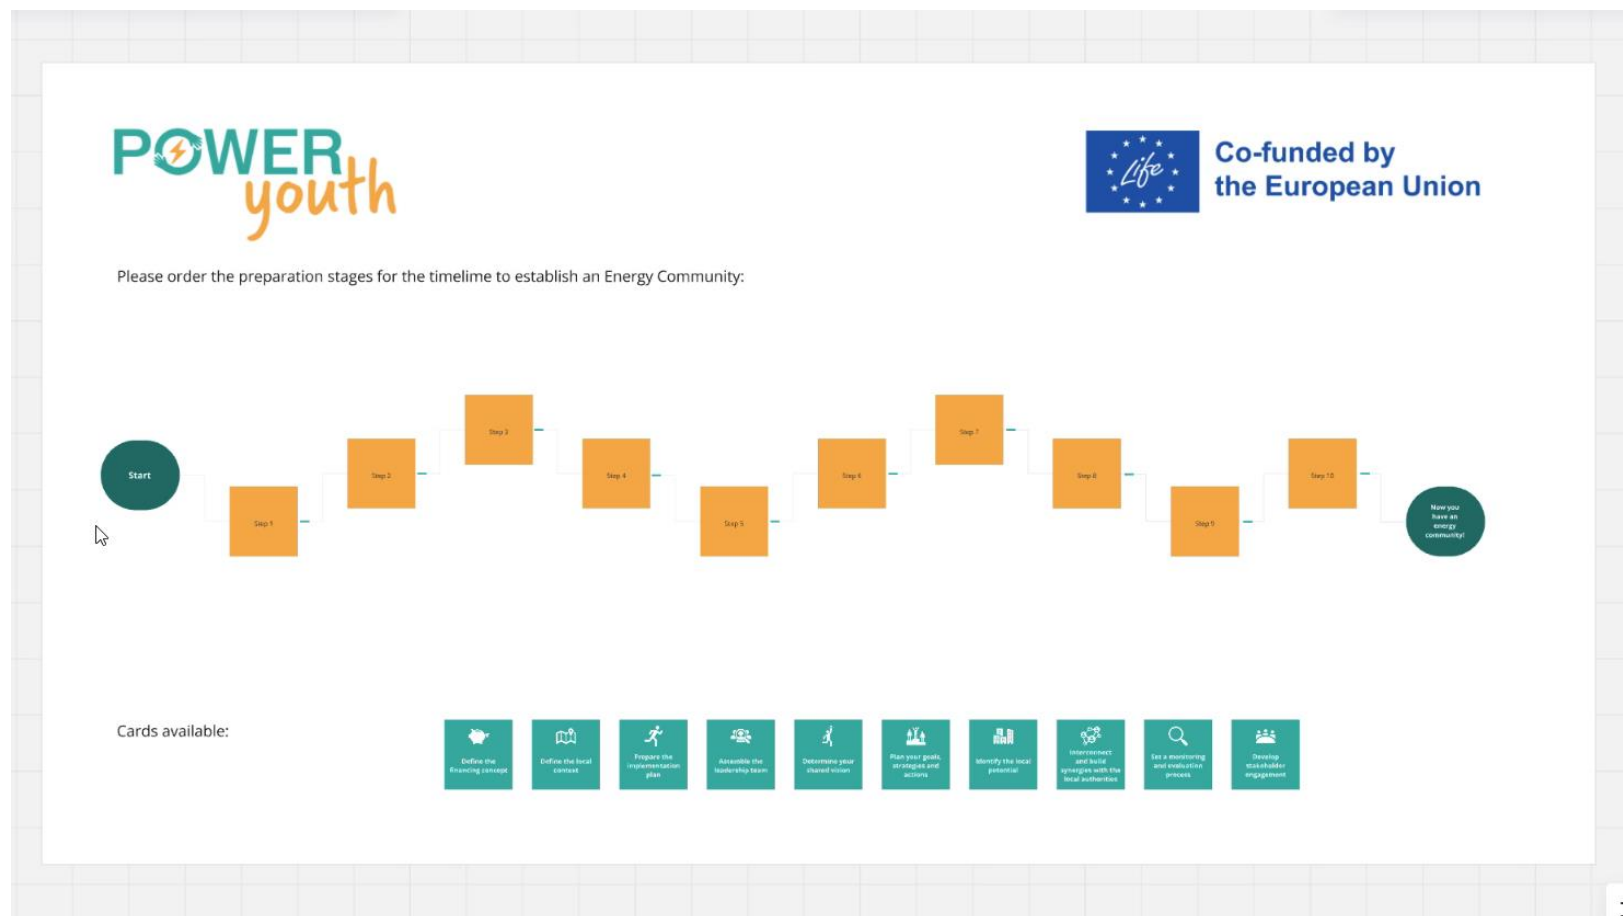 POWER
youth
Life
Co-funded by
the European Union
Please order the preparation stages for the timelime to establish an Energy Community:
Start
Step 1
Step 2
Step 3
Step 4
Step 5
Step 6
Step 7
Step 8
Step 9
Step 10
Now you
have an
energy
community!
Cards available:
Define the
financing concept
Define the local
context
Prepare the
implementation
plan
Assemble the
leadership team
Determine your
shared vision
Plan your goals,
strategies and
actions
Identify the local
potential
Interconnect
and build
synergies with the
local authorities
Set a monitoring
and evaluation
process
Develop
stakeholder
engagement